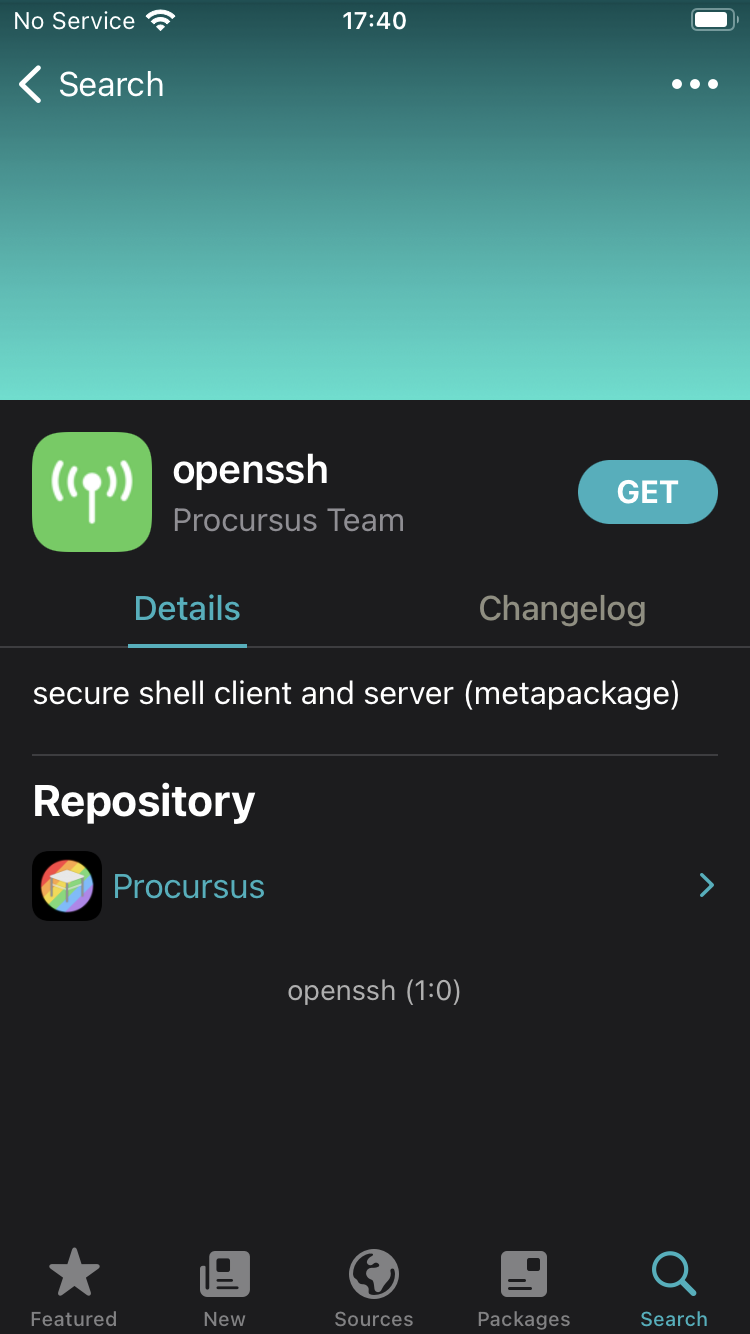 No Service 17:40
Search
openssh
Procursus Team
GET
Details Changelog
secure shell client and server (metapackage)
Repository
Procursus
openssh (1:0)
Featured New Sources Packages Search